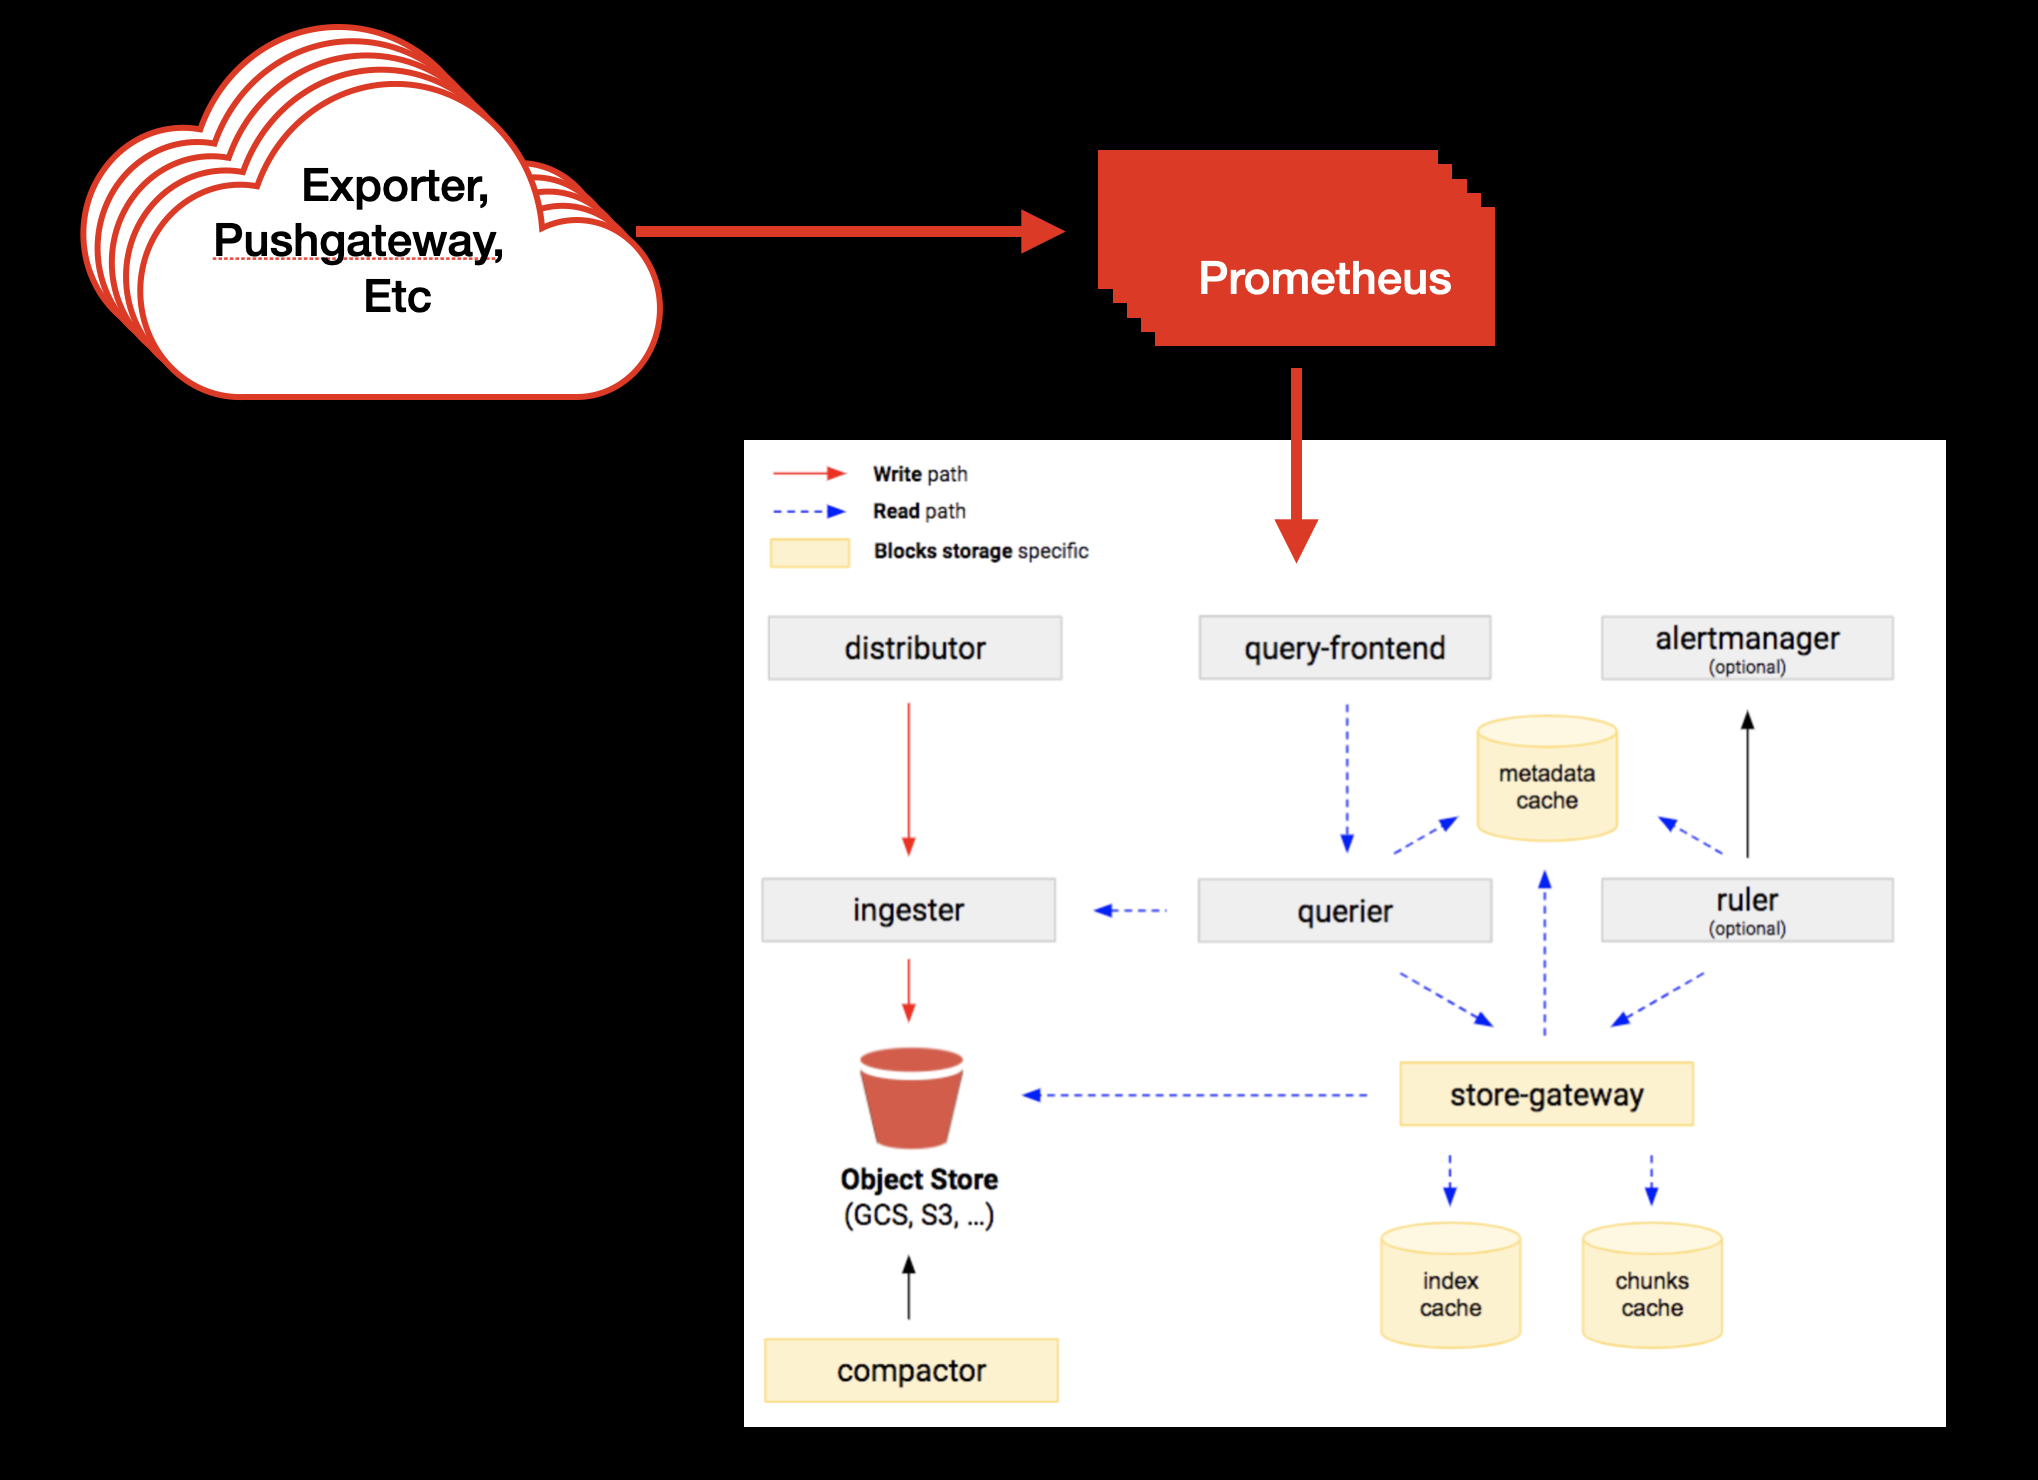 Exporter,
Pushgateway,
Etc
Prometheus
Write path
Read path
Blocks storage specific
distributor
query-frontend
alertmanager
(optional)
metadata
cache
ingester
querier
ruler
(optional)
store-gateway
Object Store
(GCS, S3, ...)
index
cache
chunks
cache
compactor